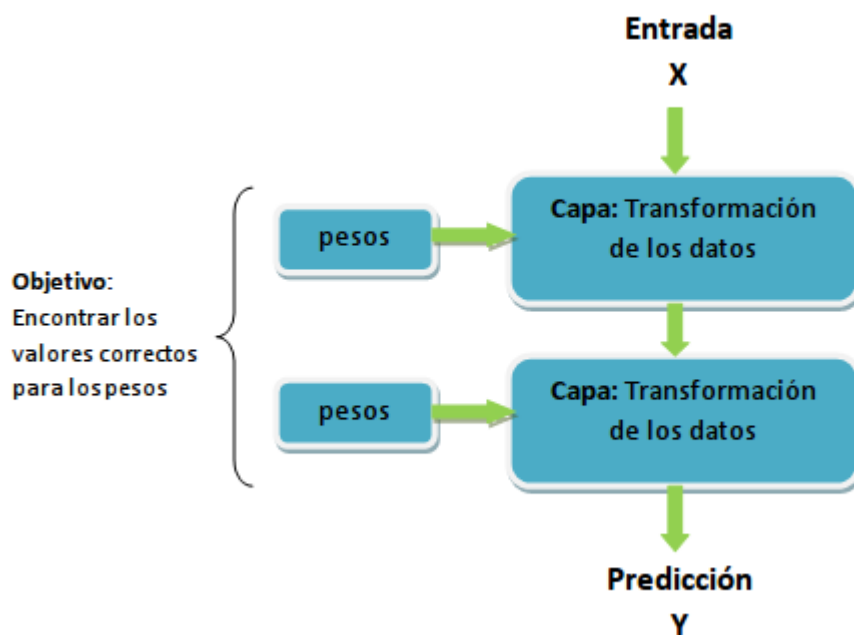 Entrada
X
pesos
Capa: Transformación
de los datos
Objetivo:
Encontrar los
valores correctos
para los pesos
pesos
Capa: Transformación
de los datos
Predicción
Y